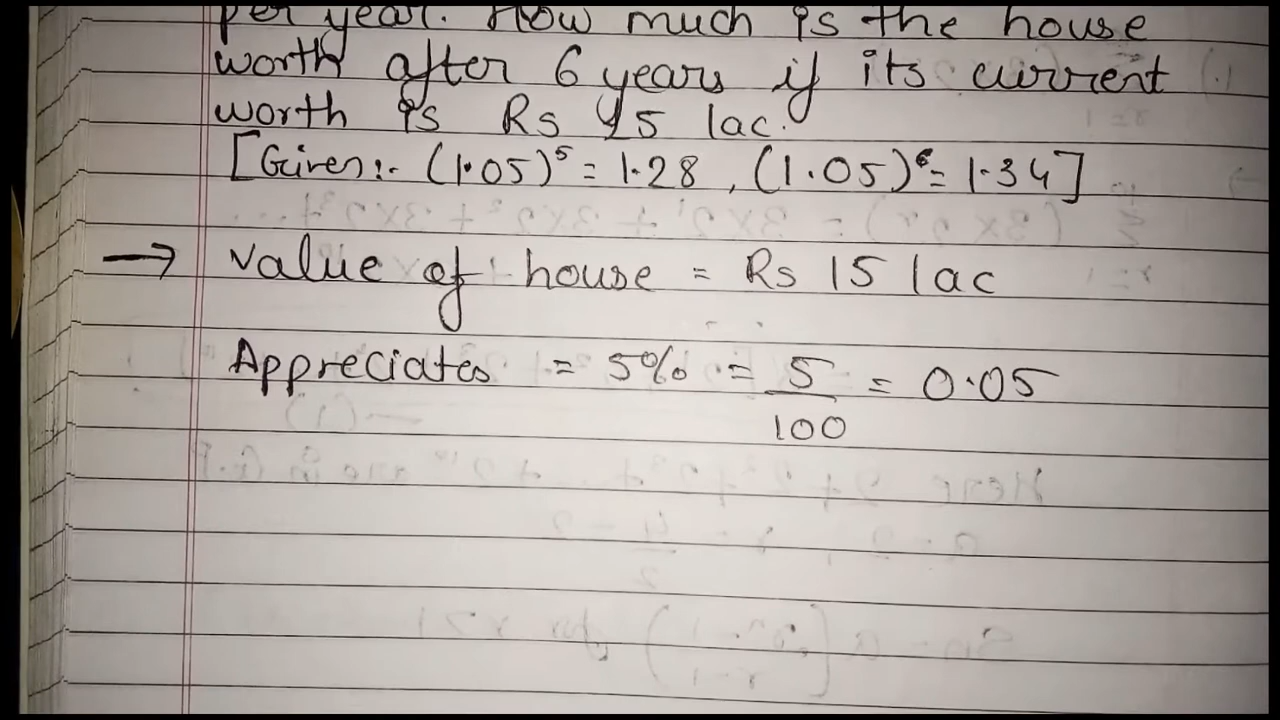 per year. How much is the house
worth after 6 years if its current
worth is Rs 15 lac.
[Given:- (1.05)⁵ = 1.28, (1.05)⁶ = 1.34]
→ Value of house = Rs 15 lac
Appreciates = 5% = 5/100 = 0.05